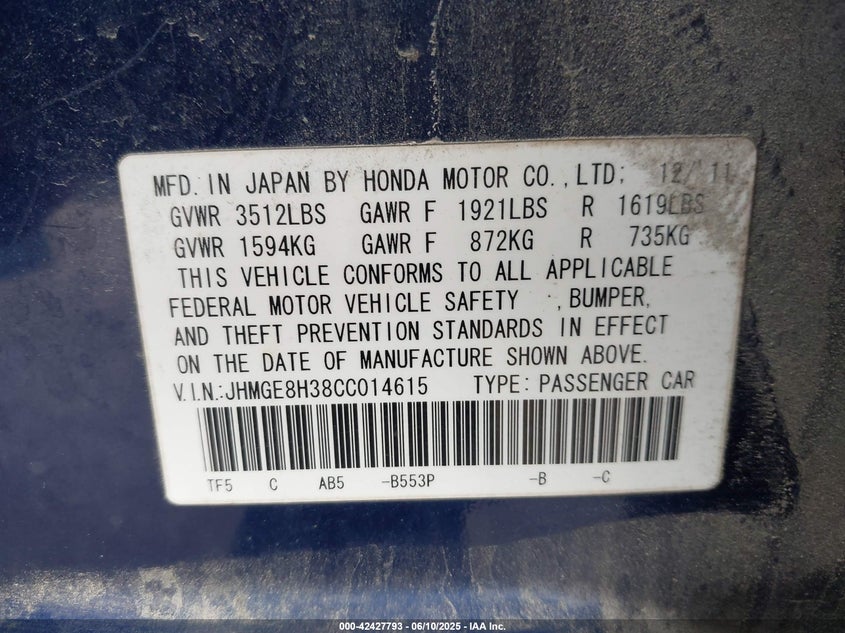 MFD. IN JAPAN BY HONDA MOTOR CO., LTD; 12/ 11
GVWR 3512LBS GAWR F 1921LBS R 1619LBS
GVWR 1594KG GAWR F 872KG R 735KG
THIS VEHICLE CONFORMS TO ALL APPLICABLE
FEDERAL MOTOR VEHICLE SAFETY , BUMPER,
AND THEFT PREVENTION STANDARDS IN EFFECT
ON THE DATE OF MANUFACTURE SHOWN ABOVE.
V.I.N.:JHMGE8H38CC014615 TYPE: PASSENGER CAR
TF5 C AB5 -B553P -B -C
000-42427793 - 06/10/2025 - IAA Inc.